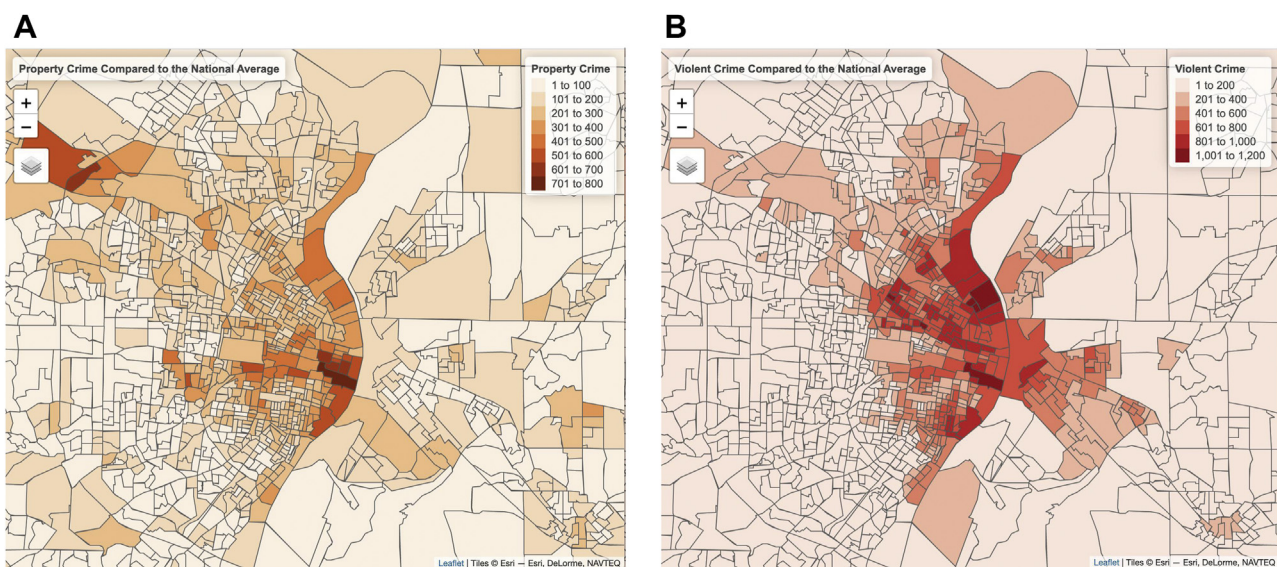 A
Property Crime Compared to the National Average
+
−
Property Crime
1 to 100
101 to 200
201 to 300
301 to 400
401 to 500
501 to 600
601 to 700
701 to 800
Leaflet | Tiles © Esri — Esri, DeLorme, NAVTEQ
B
Violent Crime Compared to the National Average
+
−
Violent Crime
1 to 200
201 to 400
401 to 600
601 to 800
801 to 1,000
1,001 to 1,200
Leaflet | Tiles © Esri — Esri, DeLorme, NAVTEQ